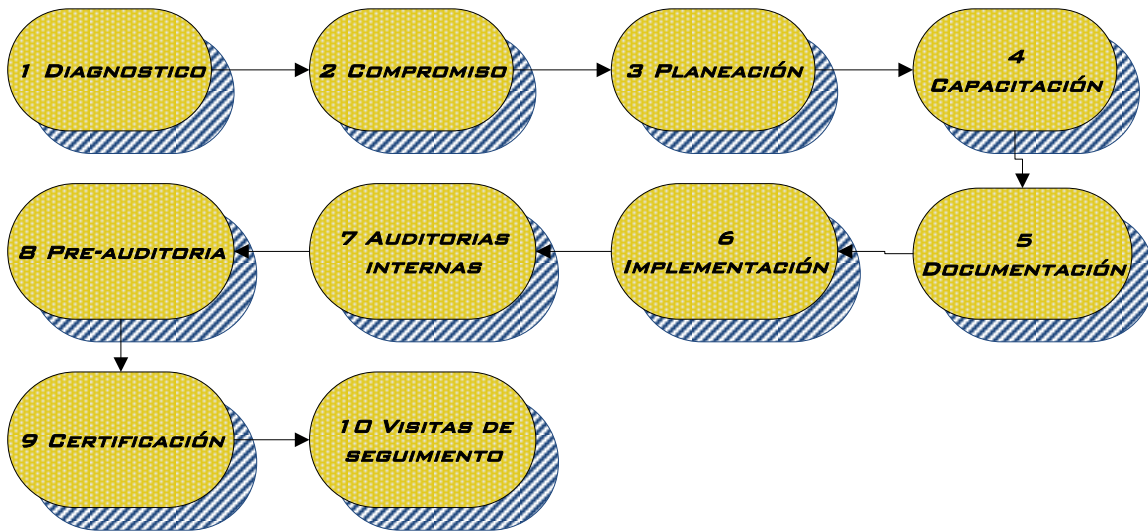 1 Diagnostico
2 Compromiso
3 Planeación
4
Capacitación
5
Documentación
6
Implementación
7 Auditorias
internas
8 Pre-auditoria
9 Certificación
10 Visitas de
seguimiento